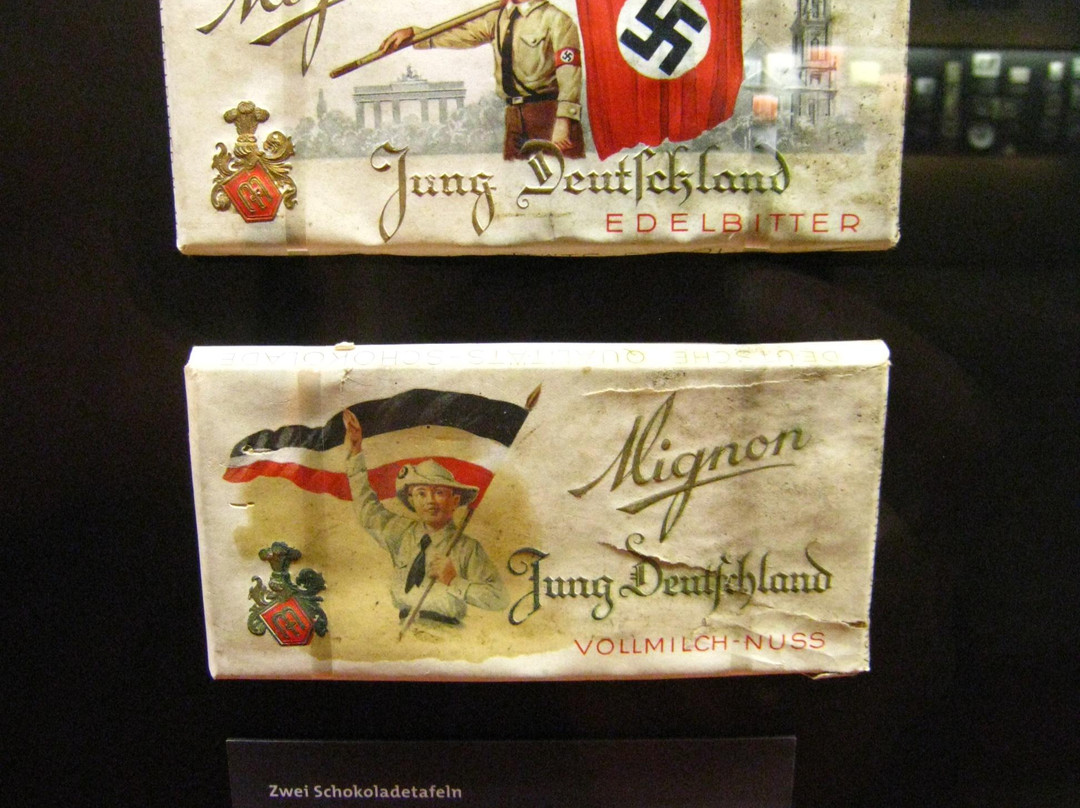 Jung Deutschland
EDELBITTER
DEUTSCHE QUALITÄTS-SCHOKOLADE
Mignon
Jung Deutschland
VOLLMILCH-NUSS
Zwei Schokoladetafeln